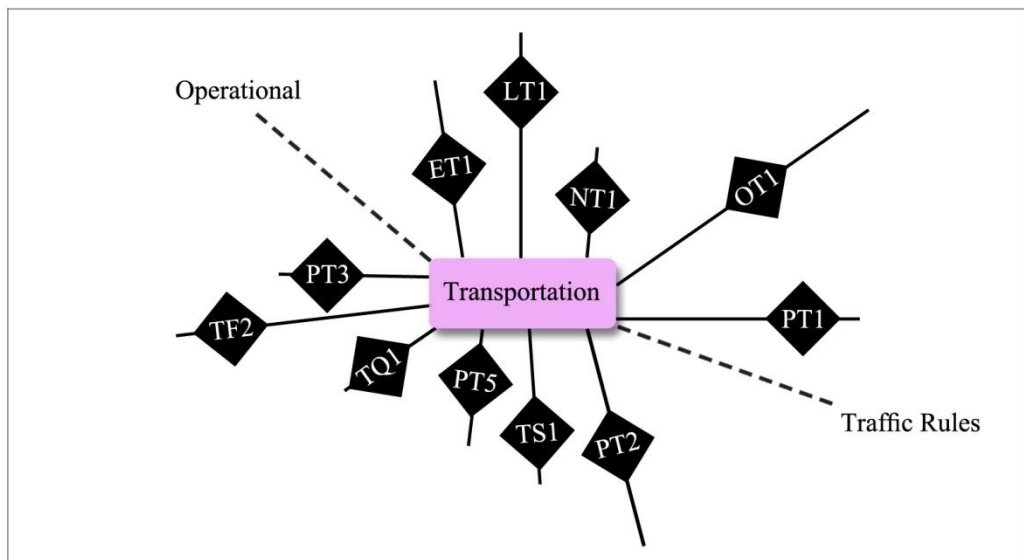 LT1
Operational
ET1
OT1
NT1
PT3
Transportation
PT1
TF2
TQ1
PT5
Traffic Rules
TS1
PT2